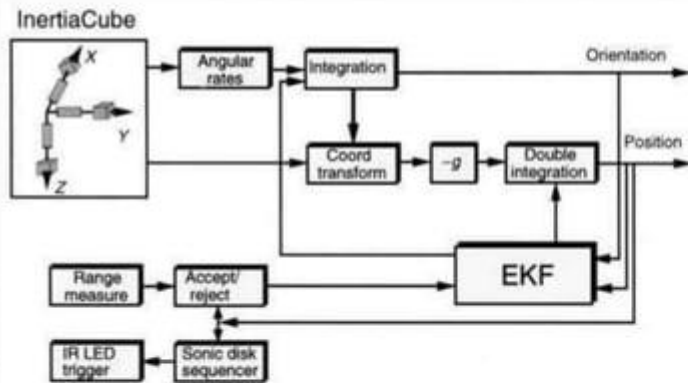 InertiaCube
X
Y
Z
Angular
rates
Integration
Orientation
Coord
transform
–g
Double
integration
Position
EKF
Range
measure
Accept/
reject
IR LED
trigger
Sonic disk
sequencer